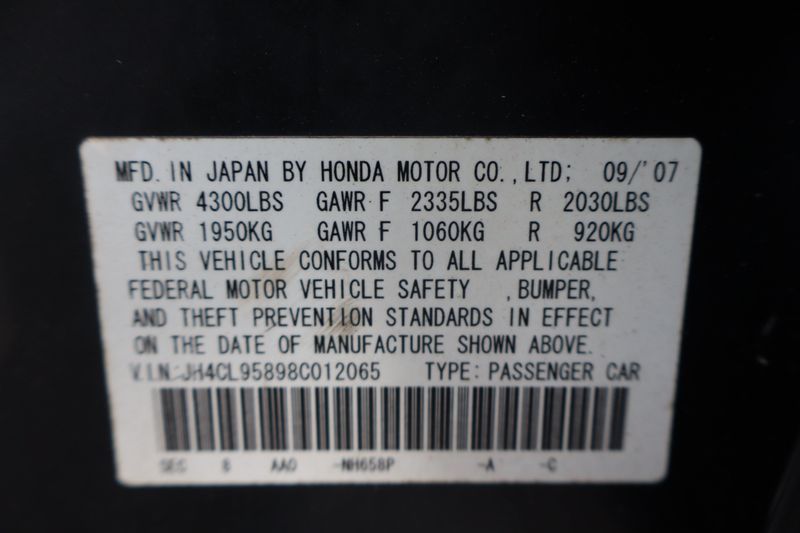 MFD. IN JAPAN BY HONDA MOTOR CO., LTD; 09/'07
GVWR 4300LBS GAWR F 2335LBS R 2030LBS
GVWR 1950KG GAWR F 1060KG R 920KG
THIS VEHICLE CONFORMS TO ALL APPLICABLE
FEDERAL MOTOR VEHICLE SAFETY , BUMPER,
AND THEFT PREVENTION STANDARDS IN EFFECT
ON THE DATE OF MANUFACTURE SHOWN ABOVE.
V.I.N: JH4CL95898C012065 TYPE: PASSENGER CAR
SEC 8 AAO -NH658P -A -C